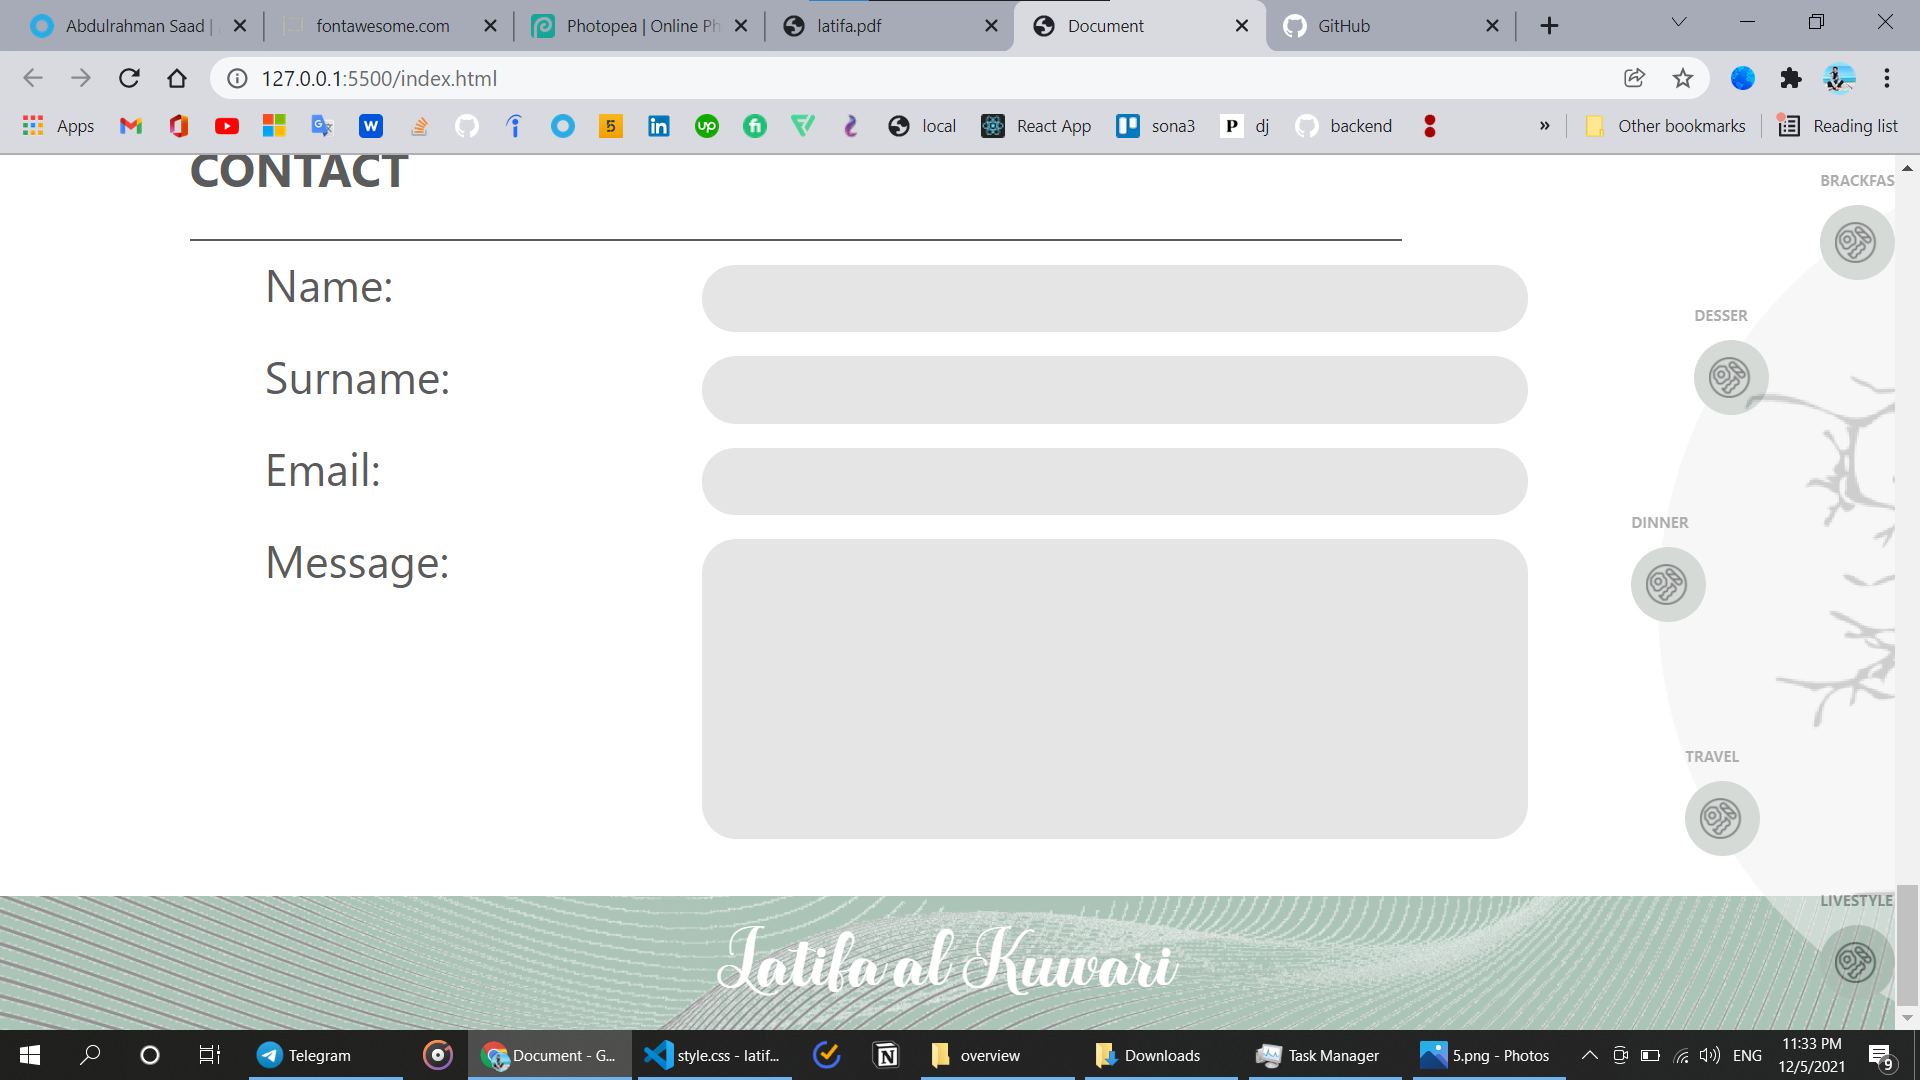 Abdulrahman Saad |
fontawesome.com
Photopea | Online Ph
latifa.pdf
Document
GitHub
127.0.0.1:5500/index.html
Apps
local
React App
sona3
dj
backend
»
Other bookmarks
Reading list
CONTACT
Name:
Surname:
Email:
Message:
BRACKFAS
DESSER
DINNER
TRAVEL
LIVESTYLE
Latifa al Kuwari
Telegram
Document - G...
style.css - latif...
overview
Downloads
Task Manager
5.png - Photos
ENG
11:33 PM
12/5/2021
9